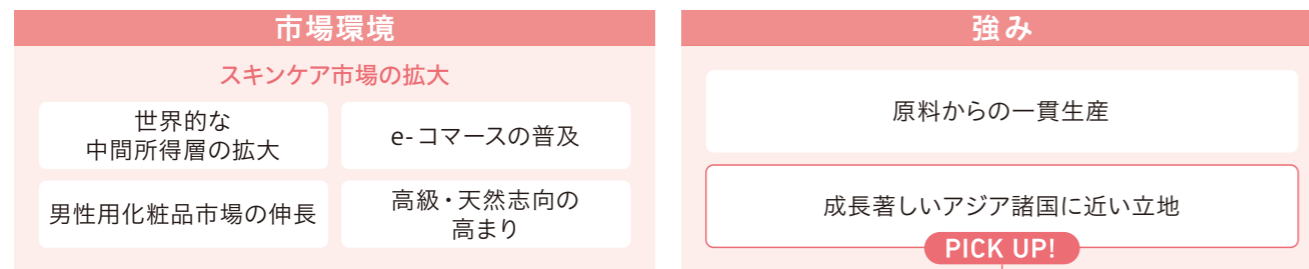 市場環境
スキンケア市場の拡大
世界的な
中間所得層の拡大
e-コマースの普及
男性用化粧品市場の伸長
高級・天然志向の
高まり
強み
原料からの一貫生産
成長著しいアジア諸国に近い立地
PICK UP!